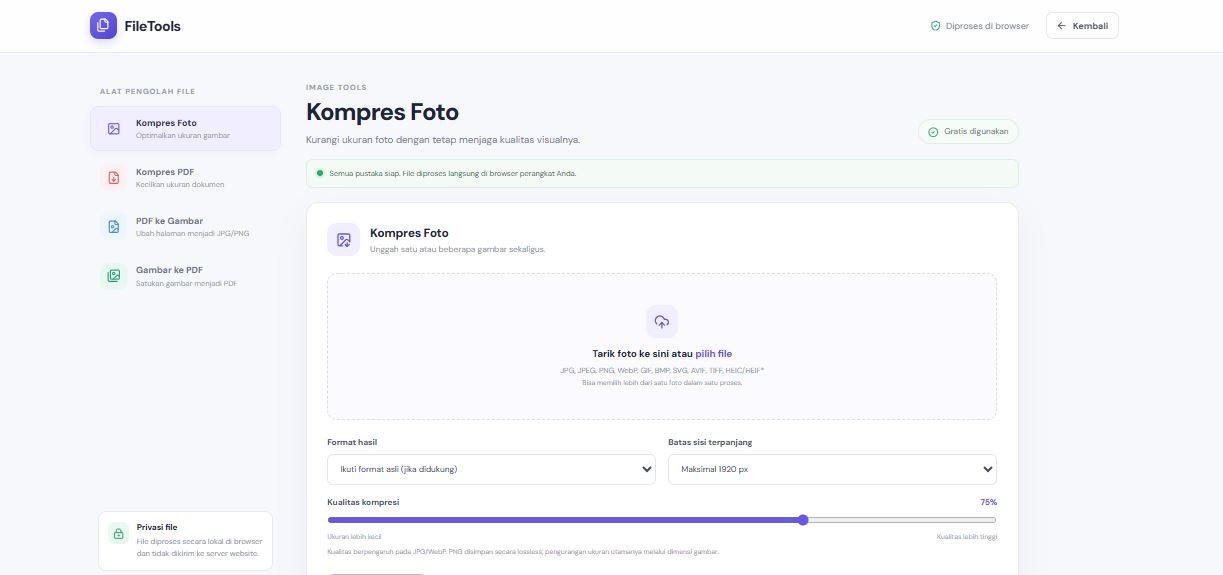 FileTools
Diproses di browser
Kembali
ALAT PENGOLAH FILE
Kompres Foto
Optimalkan ukuran gambar
Kompres PDF
Kecilkan ukuran dokumen
PDF ke Gambar
Ubah halaman menjadi JPG/PNG
Gambar ke PDF
Satukan gambar menjadi PDF
Privasi file
File diproses secara lokal di browser
dan tidak dikirim ke server website.
IMAGE TOOLS
Kompres Foto
Kurangi ukuran foto dengan tetap menjaga kualitas visualnya.
Gratis digunakan
Semua pustaka siap. File diproses langsung di browser perangkat Anda.
Kompres Foto
Unggah satu atau beberapa gambar sekaligus.
Tarik foto ke sini atau pilih file
JPG, JPEG, PNG, WebP, GIF, BMP, SVG, AVIF, TIFF, HEIC/HEIF*
Bisa memilih lebih dari satu foto dalam satu proses.
Format hasil
Ikuti format asli (jika didukung)
Batas sisi terpanjang
Maksimal 1920 px
Kualitas kompresi
75%
Ukuran lebih kecil
Kualitas lebih tinggi
Kualitas berpengaruh pada JPG/WebP. PNG disimpan secara lossless; pengurangan ukuran utamanya melalui dimensi gambar.